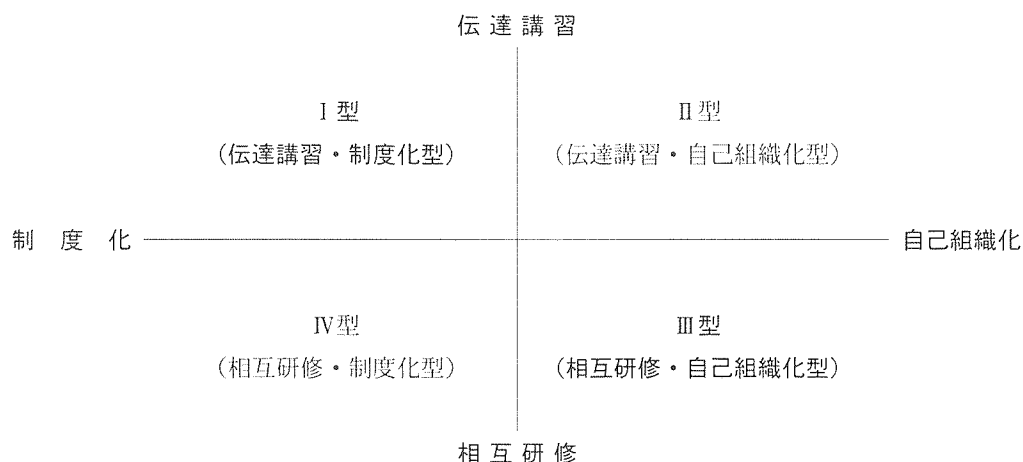 伝達講習
Ⅰ型
Ⅱ型
(伝達講習・制度化型)
(伝達講習・自己組織化型)
制度化
自己組織化
Ⅳ型
Ⅲ型
(相互研修・制度化型)
(相互研修・自己組織化型)
相互研修